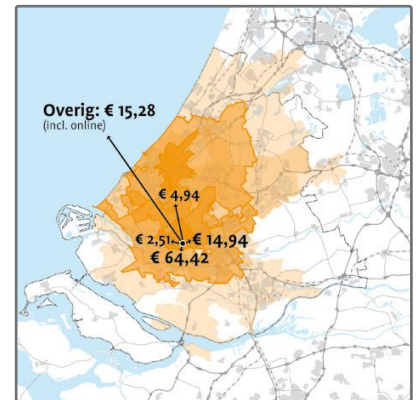 Overig: € 15,28
(incl. online)
€ 4,94
€ 2,51
€ 14,94
€ 64,42